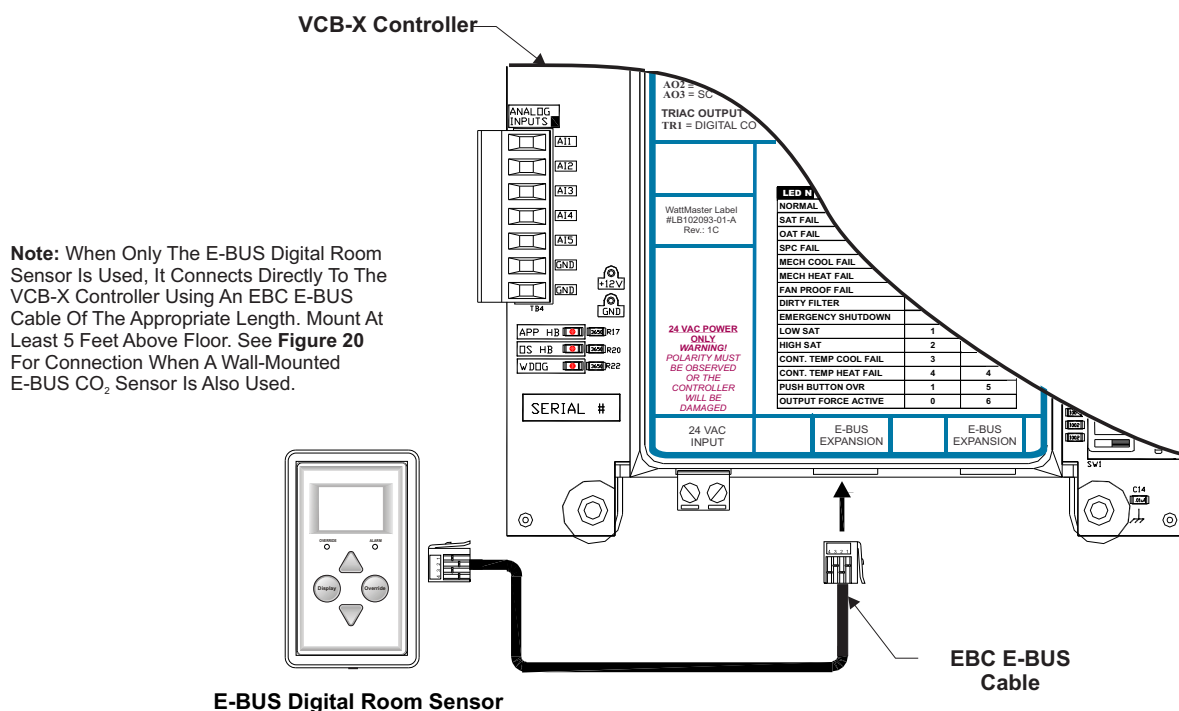 VCB-X Controller
AO2 =
AO3 = SC
TRIAC OUTPUT
TR1 = DIGITAL CO
ANALOG
INPUTS
AI1
AI2
AI3
AI4
AI5
GND
GND
TB4
+12V
GND
APP HB R17
OS HB R20
WDOG R22
SERIAL #
WattMaster Label
#LB102093-01-A
Rev.: 1C
24 VAC POWER
ONLY
WARNING!
POLARITY MUST
BE OBSERVED
OR THE
CONTROLLER
WILL BE
DAMAGED
LED N
NORMAL
SAT FAIL
OAT FAIL
SPC FAIL
MECH COOL FAIL
MECH HEAT FAIL
FAN PROOF FAIL
DIRTY FILTER
EMERGENCY SHUTDOWN
LOW SAT 1
HIGH SAT 2
CONT. TEMP COOL FAIL 3
CONT. TEMP HEAT FAIL 4 4
PUSH BUTTON OVR 1 5
OUTPUT FORCE ACTIVE 0 6
24 VAC
INPUT
E-BUS
EXPANSION
E-BUS
EXPANSION
SW1
C14
Note: When Only The E-BUS Digital Room
Sensor Is Used, It Connects Directly To The
VCB-X Controller Using An EBC E-BUS
Cable Of The Appropriate Length. Mount At
Least 5 Feet Above Floor. See Figure 20
For Connection When A Wall-Mounted
E-BUS CO₂ Sensor Is Also Used.
OVERRIDE ALARM
Display Override
4 3 2 1
EBC E-BUS
Cable
E-BUS Digital Room Sensor